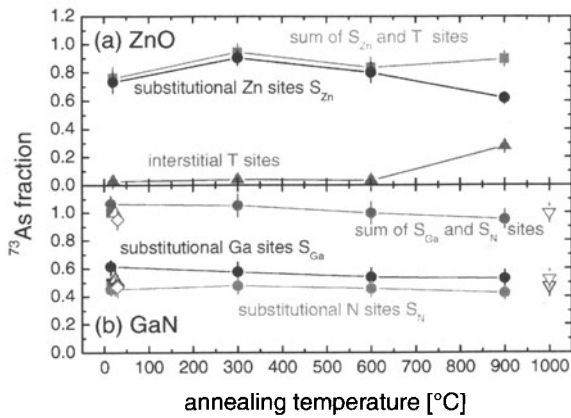 1.2
(a) ZnO
sum of S_Zn and T sites
1.0
0.8
substitutional Zn sites S_Zn
0.6
0.4
interstitial T sites
0.2
0.0
73As fraction
1.0
sum of S_Ga and S_N sites
0.8
substitutional Ga sites S_Ga
0.6
0.4
substitutional N sites S_N
0.2
(b) GaN
0.0
0 100 200 300 400 500 600 700 800 900 1000
annealing temperature [°C]